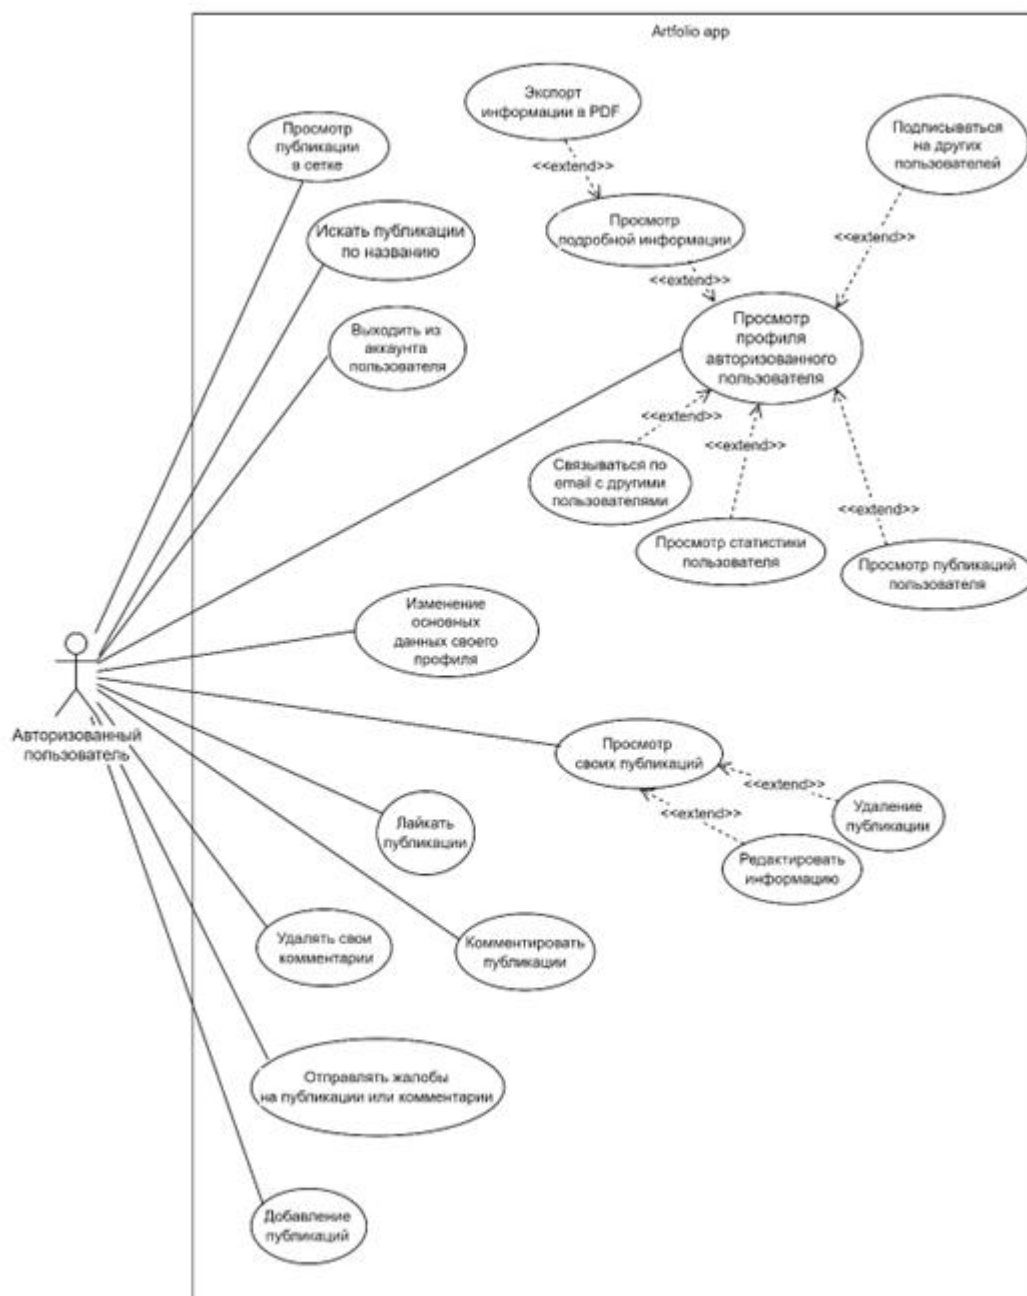 Artfolio app
Экспорт
информации в PDF
Просмотр
публикации
в сетке
Подписываться
на других
пользователей
<<extend>>
Просмотр
подробной информации
Искать публикации
по названию
<<extend>>
<<extend>>
Выходить из
аккаунта
пользователя
Просмотр
профиля
авторизованного
пользователя
<<extend>>
<<extend>>
Связываться по
email с другими
пользователями
<<extend>>
Просмотр статистики
пользователя
Просмотр публикаций
пользователя
Изменение
основных
данных своего
профиля
Авторизованный
пользователь
Просмотр
своих публикаций
<<extend>>
<<extend>>
Удаление
публикации
Лайкать
публикации
Редактировать
информацию
Удалять свои
комментарии
Комментировать
публикации
Отправлять жалобы
на публикации или комментарии
Добавление
публикаций